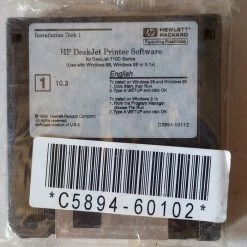 Installation Disk 1
HEWLETT®
PACKARD
Expanding Possibilities
HP DeskJet Printer Software
for DeskJet 710C Series
(Use with Windows 98, Windows 95 or 3.1x)
English
1
10.3
To install on Windows 95 and Windows 98
1. Click Start, then Run
2. Type A:\SETUP and click OK.
To install on Windows 3.1x
1. From the Program Manager
choose File Run
2. Type A:\SETUP and click OK.
Hewlett-Packard Company
All Rights Reserved.
Software made in U.S.A.
C5894-10112
*C5894-60102*